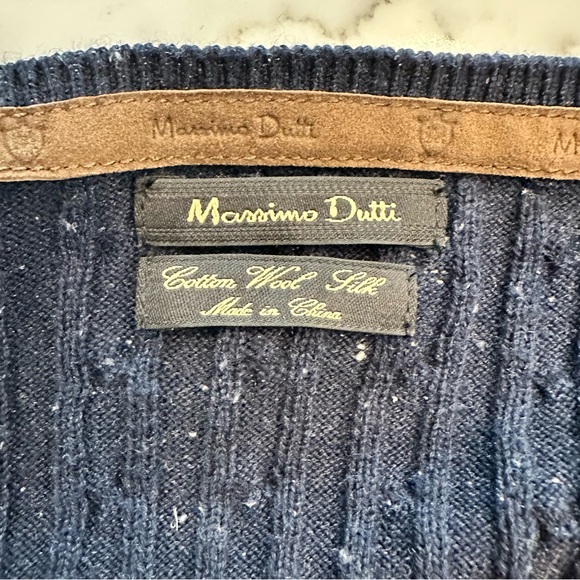 Massimo Dutti M
Massimo Dutti
Cotton Wool Silk
Made in China